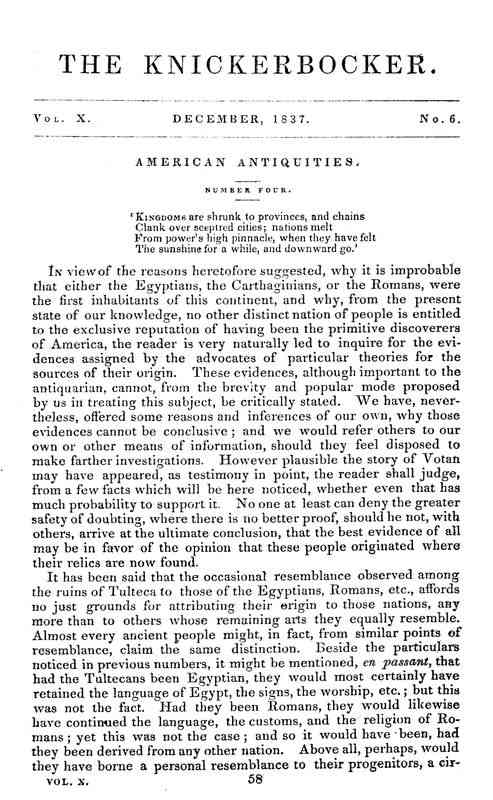 THE KNICKERBOCKER.
VOL. X. DECEMBER, 1837. No. 6.
AMERICAN ANTIQUITIES.
NUMBER FOUR.
'KINGDOMS are shrunk to provinces, and chains
Clank over sceptred cities; nations melt
From power's high pinnacle, when they have felt
The sunshine for a while, and downward go.'
IN view of the reasons heretofore suggested, why it is improbable
that either the Egyptians, the Carthaginians, or the Romans, were
the first inhabitants of this continent, and why, from the present
state of our knowledge, no other distinct nation of people is entitled
to the exclusive reputation of having been the primitive discoverers
of America, the reader is very naturally led to inquire for the evi-
dences assigned by the advocates of particular theories for the
sources of their origin. These evidences, although important to the
antiquarian, cannot, from the brevity and popular mode proposed
by us in treating this subject, be critically stated. We have, never-
theless, offered some reasons and inferences of our own, why those
evidences cannot be conclusive; and we would refer others to our
own or other means of information, should they feel disposed to
make farther investigations. However plausible the story of Votan
may have appeared, as testimony in point, the reader shall judge,
from a few facts which will be here noticed, whether even that has
much probability to support it. No one at least can deny the greater
safety of doubting, where there is no better proof, should he not, with
others, arrive at the ultimate conclusion, that the best evidence of all
may be in favor of the opinion that these people originated where
their relics are now found.
It has been said that the occasional resemblance observed among
the ruins of Tulteca to those of the Egyptians, Romans, etc., affords
no just grounds for attributing their origin to those nations, any
more than to others whose remaining arts they equally resemble.
Almost every ancient people might, in fact, from similar points of
resemblance, claim the same distinction. Beside the particulars
noticed in previous numbers, it might be mentioned, en passant, that
had the Tultecans been Egyptian, they would most certainly have
retained the language of Egypt, the signs, the worship, etc.; but this
was not the fact. Had they been Romans, they would likewise
have continued the language, the customs, and the religion of Ro-
mans; yet this was not the case; and so it would have been, had
they been derived from any other nation. Above all, perhaps, would
they have borne a personal resemblance to their progenitors, a cir-
VOL. X. 58